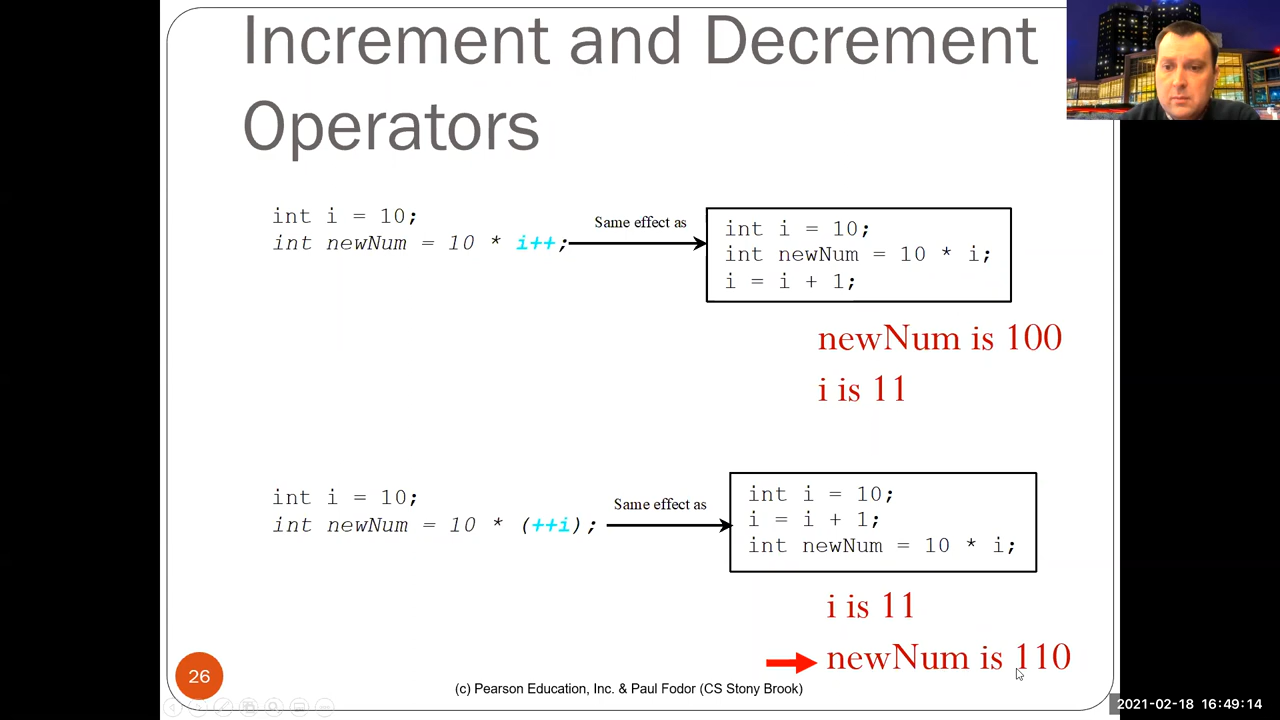 Increment and Decrement
Operators
int i = 10;
int newNum = 10 * i++;
Same effect as
int i = 10;
int newNum = 10 * i;
i = i + 1;
newNum is 100
i is 11
int i = 10;
int newNum = 10 * (++i);
Same effect as
int i = 10;
i = i + 1;
int newNum = 10 * i;
i is 11
newNum is 110
26
(c) Pearson Education, Inc. & Paul Fodor (CS Stony Brook)
2021-02-18 16:49:14